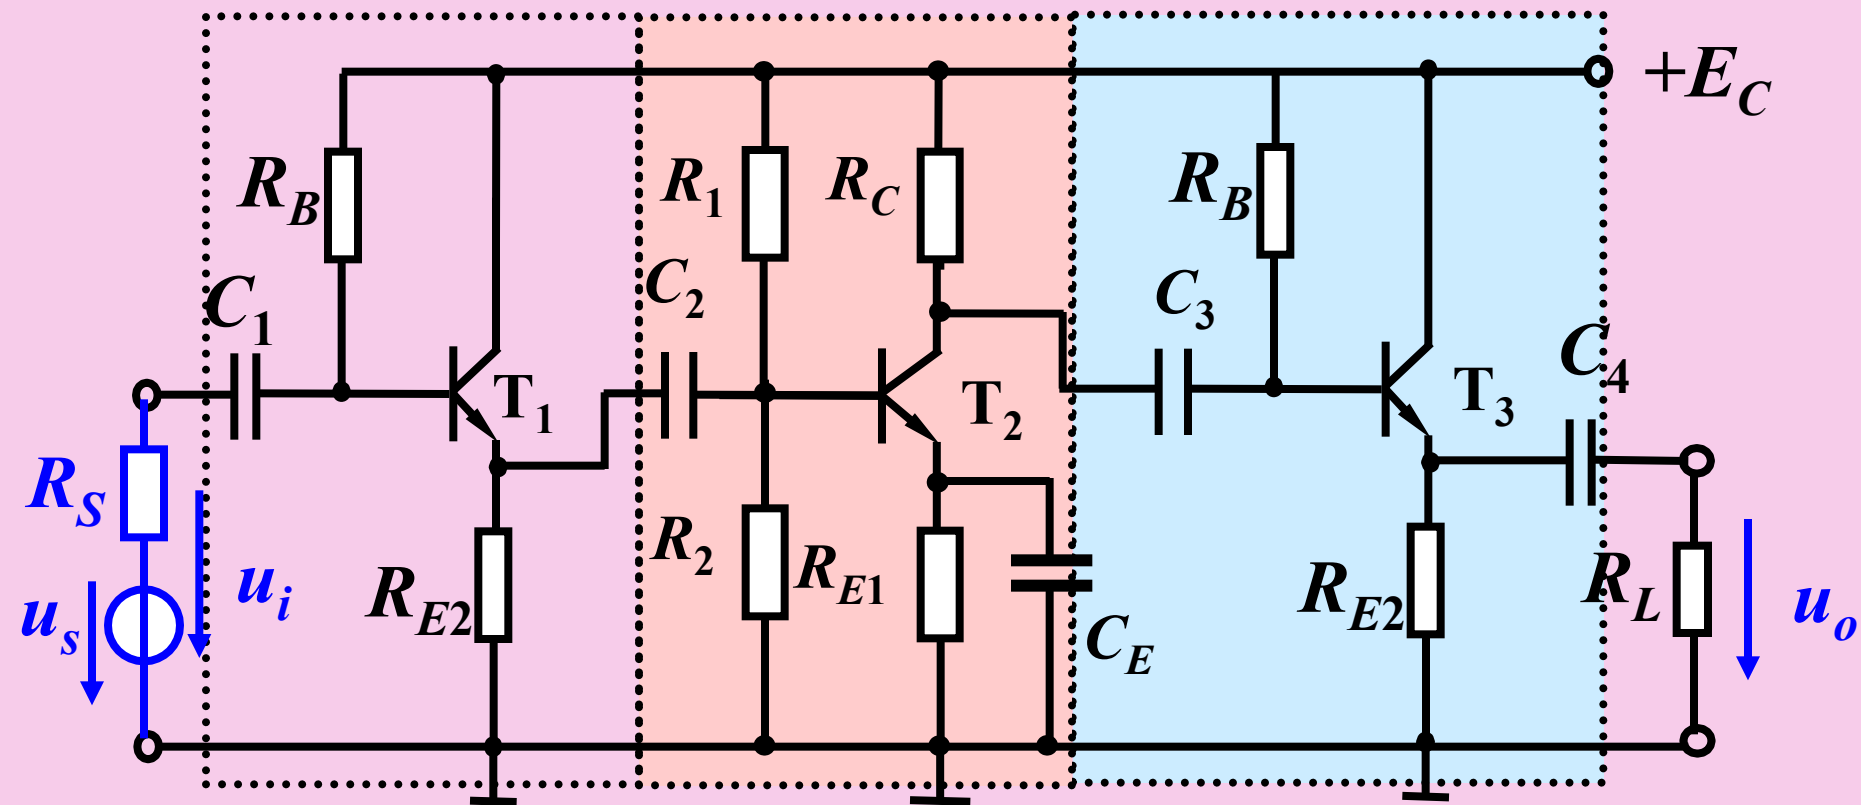 +E_C
R_B
R_1
R_C
R_B
C_1
C_2
C_3
C_4
T_1
T_2
T_3
R_S
u_s
u_i
R_E2
R_2
R_E1
C_E
R_E2
R_L
u_o